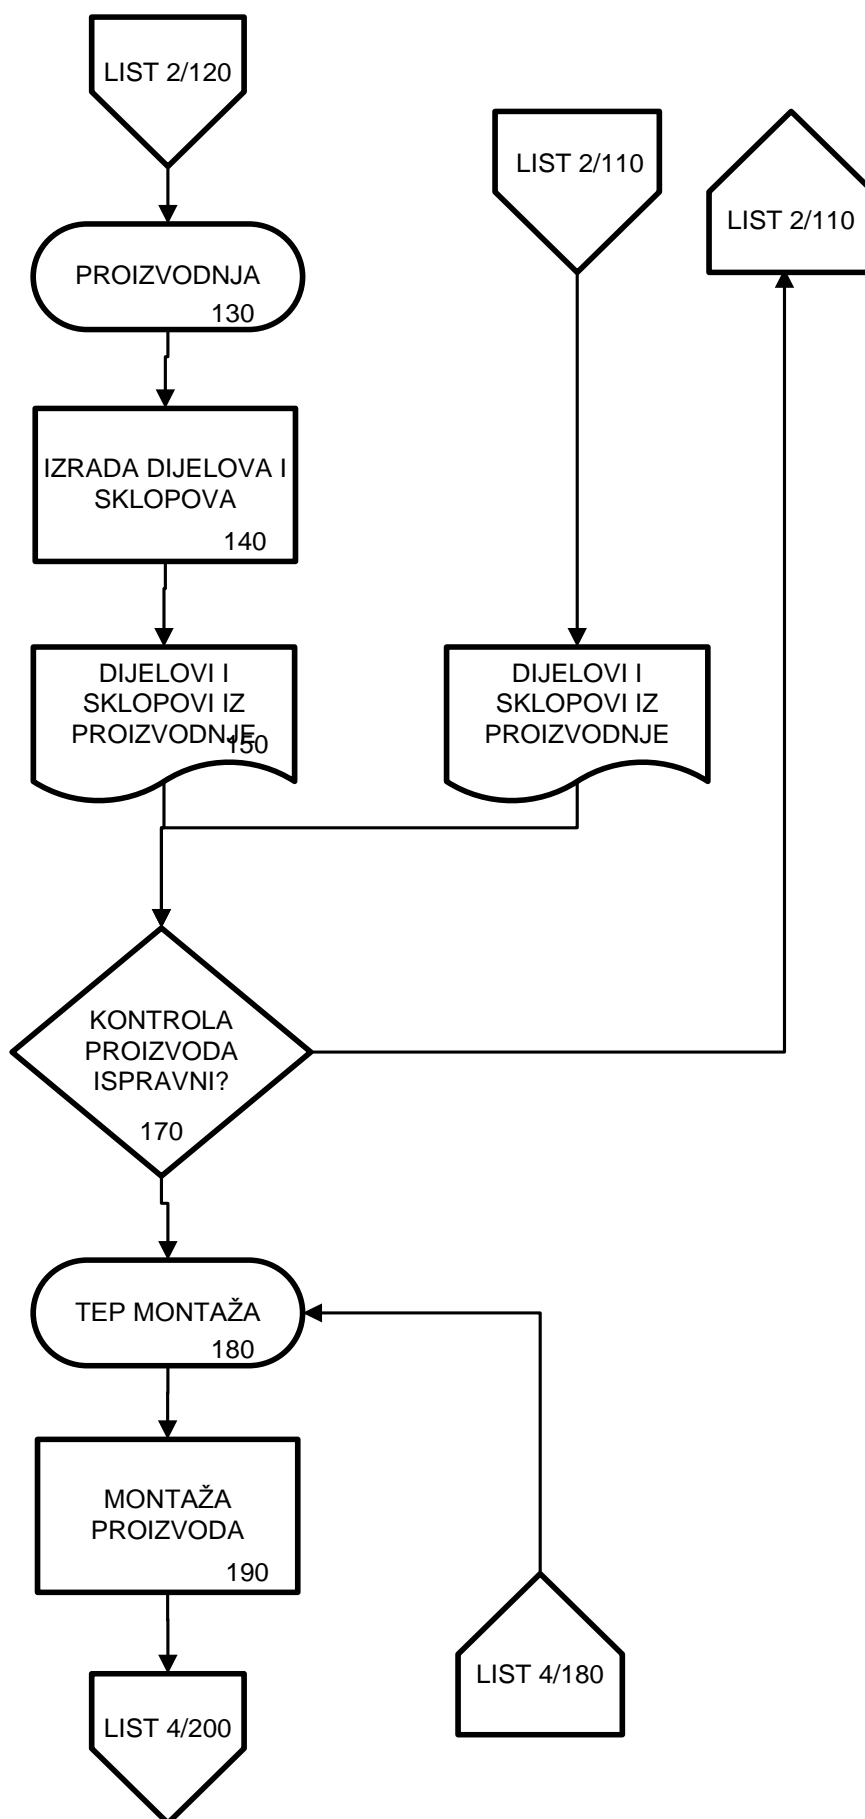 LIST 2/120
LIST 2/110
LIST 2/110
PROIZVODNJA
130
IZRADA DIJELOVA I
SKLOPOVA
140
DIJELOVI I
SKLOPOVI IZ
PROIZVODNJE
150
DIJELOVI I
SKLOPOVI IZ
PROIZVODNJE
KONTROLA
PROIZVODA
ISPRAVNI?
170
TEP MONTAŽA
180
MONTAŽA
PROIZVODA
190
LIST 4/180
LIST 4/200